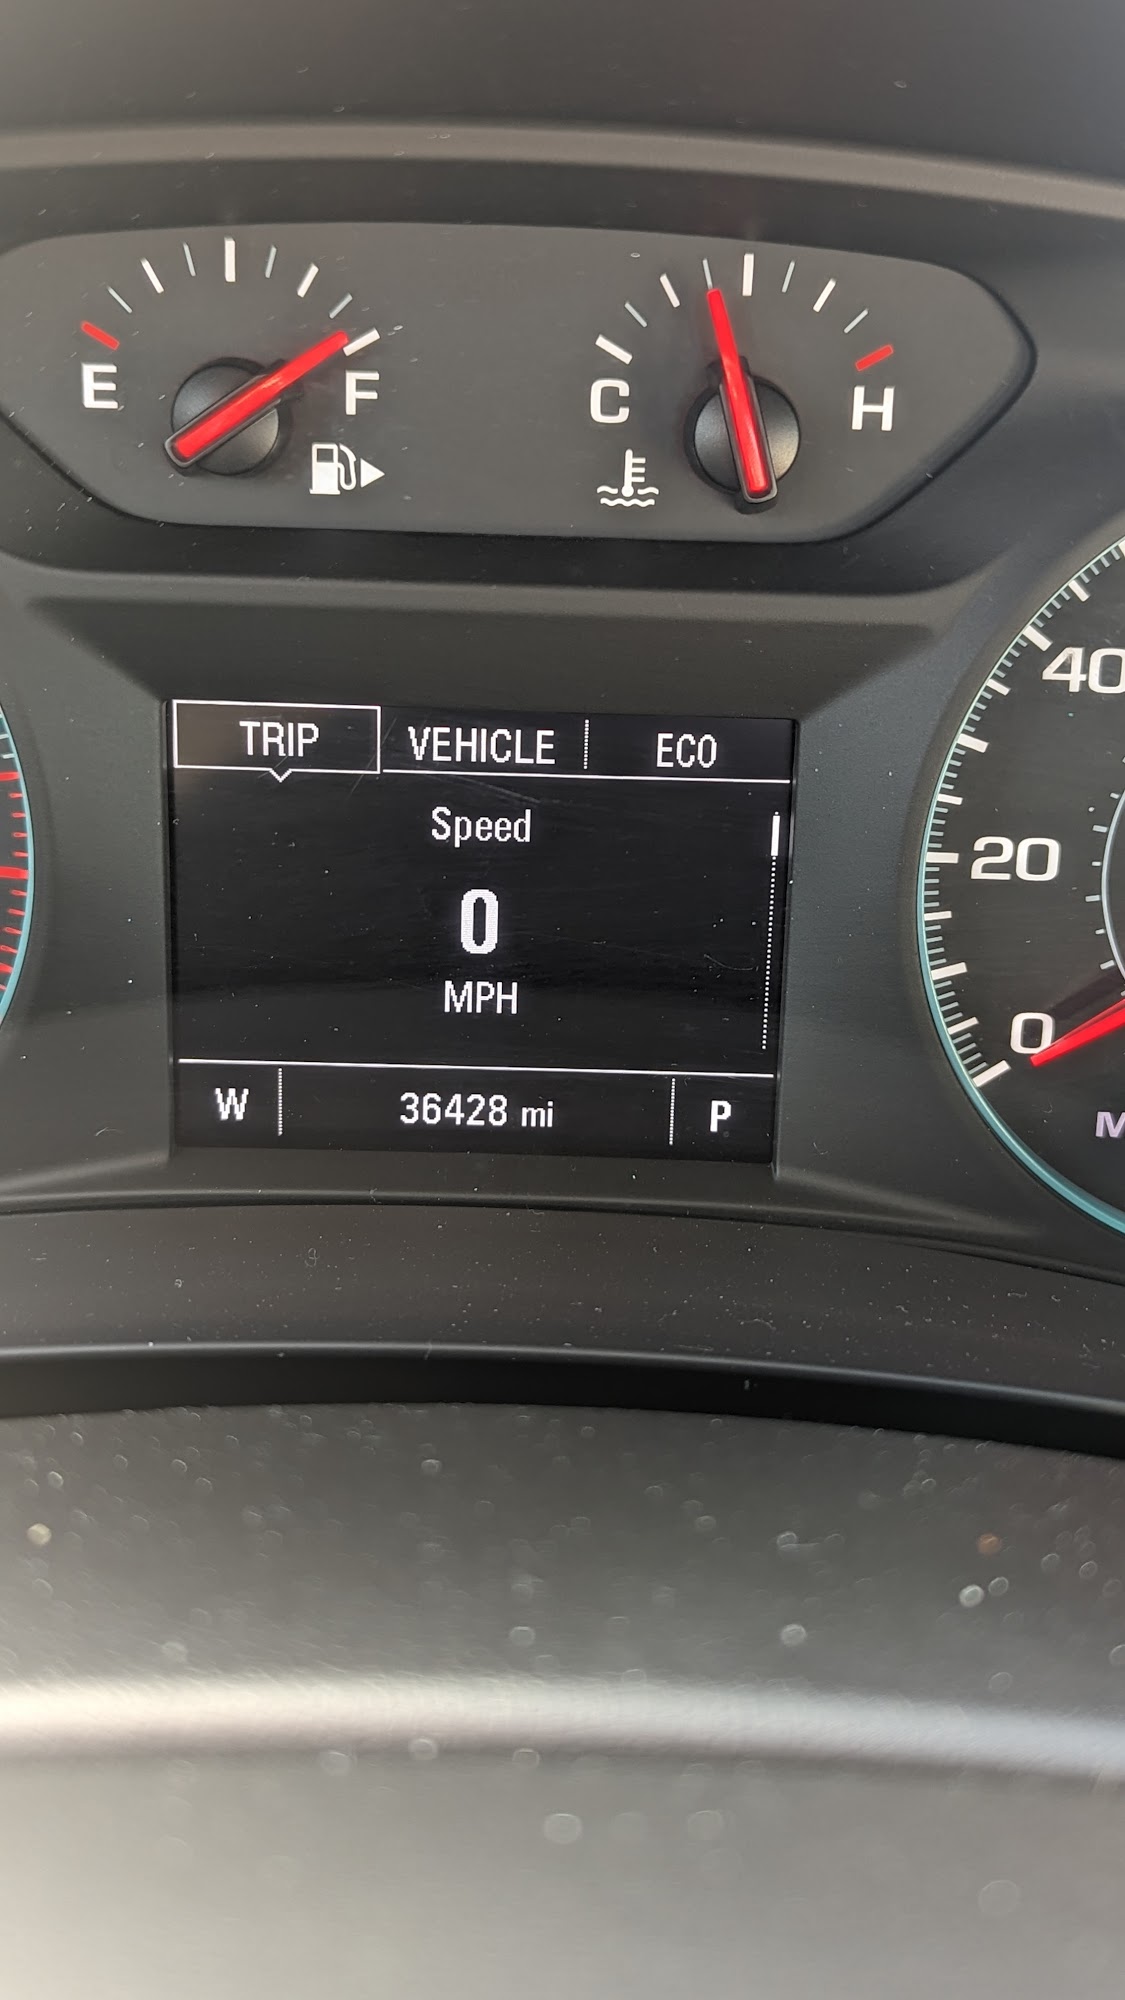 E F C H
TRIP VEHICLE ECO
Speed
0
MPH
W 36428 mi P
40
20
0
M